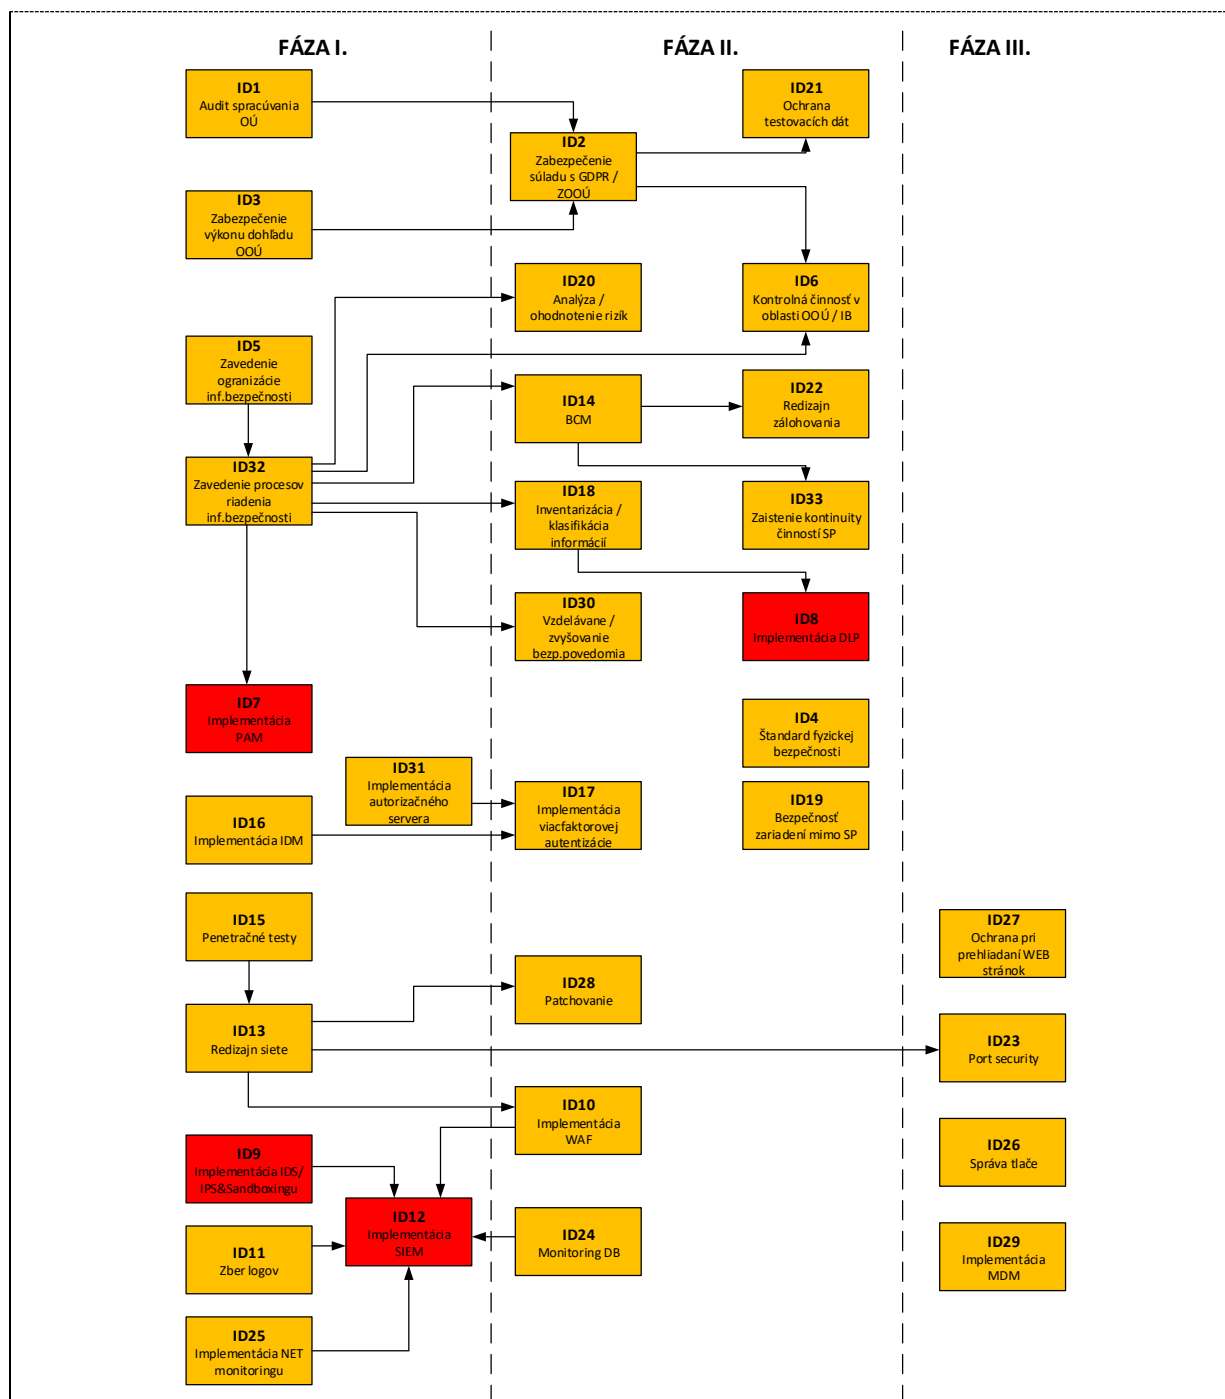 FÁZA I.
FÁZA II.
FÁZA III.
ID1
Audit spracúvania
OÚ
ID21
Ochrana
testovacích dát
ID2
Zabezpečenie
súladu s GDPR /
ZOOÚ
ID3
Zabezpečenie
výkonu dohľadu
OOÚ
ID20
Analýza /
ohodnotenie rizík
ID6
Kontrolná činnosť v
oblasti OOÚ / IB
ID5
Zavedenie
ogranizácie
inf.bezpečnosti
ID14
BCM
ID22
Redizajn
zálohovania
ID32
Zavedenie procesov
riadenia
inf.bezpečnosti
ID18
Inventarizácia /
klasifikácia
informácií
ID33
Zaistenie kontinuity
činností SP
ID30
Vzdelávane /
zvyšovanie
bezp.povedomia
ID8
Implementácia DLP
ID7
Implementácia
PAM
ID4
Štandard fyzickej
bezpečnosti
ID31
Implementácia
autorizačného
servera
ID17
Implementácia
viacfaktorovej
autentizácie
ID19
Bezpečnosť
zariadení mimo SP
ID16
Implementácia IDM
ID15
Penetračné testy
ID27
Ochrana pri
prehliadaní WEB
stránok
ID28
Patchovanie
ID13
Redizajn siete
ID23
Port security
ID10
Implementácia
WAF
ID9
Implementácia IDS/
IPS&Sandboxingu
ID26
Správa tlače
ID12
Implementácia
SIEM
ID11
Zber logov
ID24
Monitoring DB
ID29
Implementácia
MDM
ID25
Implementácia NET
monitoringu